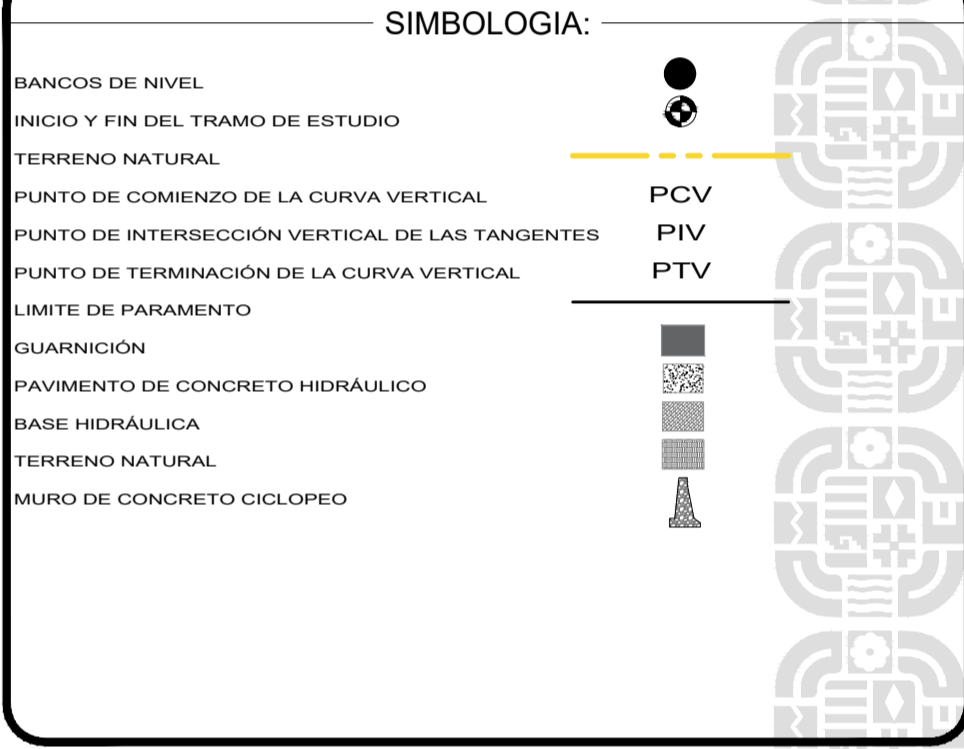 SIMBOLOGIA:
BANCOS DE NIVEL
INICIO Y FIN DEL TRAMO DE ESTUDIO
TERRENO NATURAL
PUNTO DE COMIENZO DE LA CURVA VERTICAL PCV
PUNTO DE INTERSECCIÓN VERTICAL DE LAS TANGENTES PIV
PUNTO DE TERMINACIÓN DE LA CURVA VERTICAL PTV
LIMITE DE PARAMENTO
GUARNICIÓN
PAVIMENTO DE CONCRETO HIDRÁULICO
BASE HIDRÁULICA
TERRENO NATURAL
MURO DE CONCRETO CICLOPEO